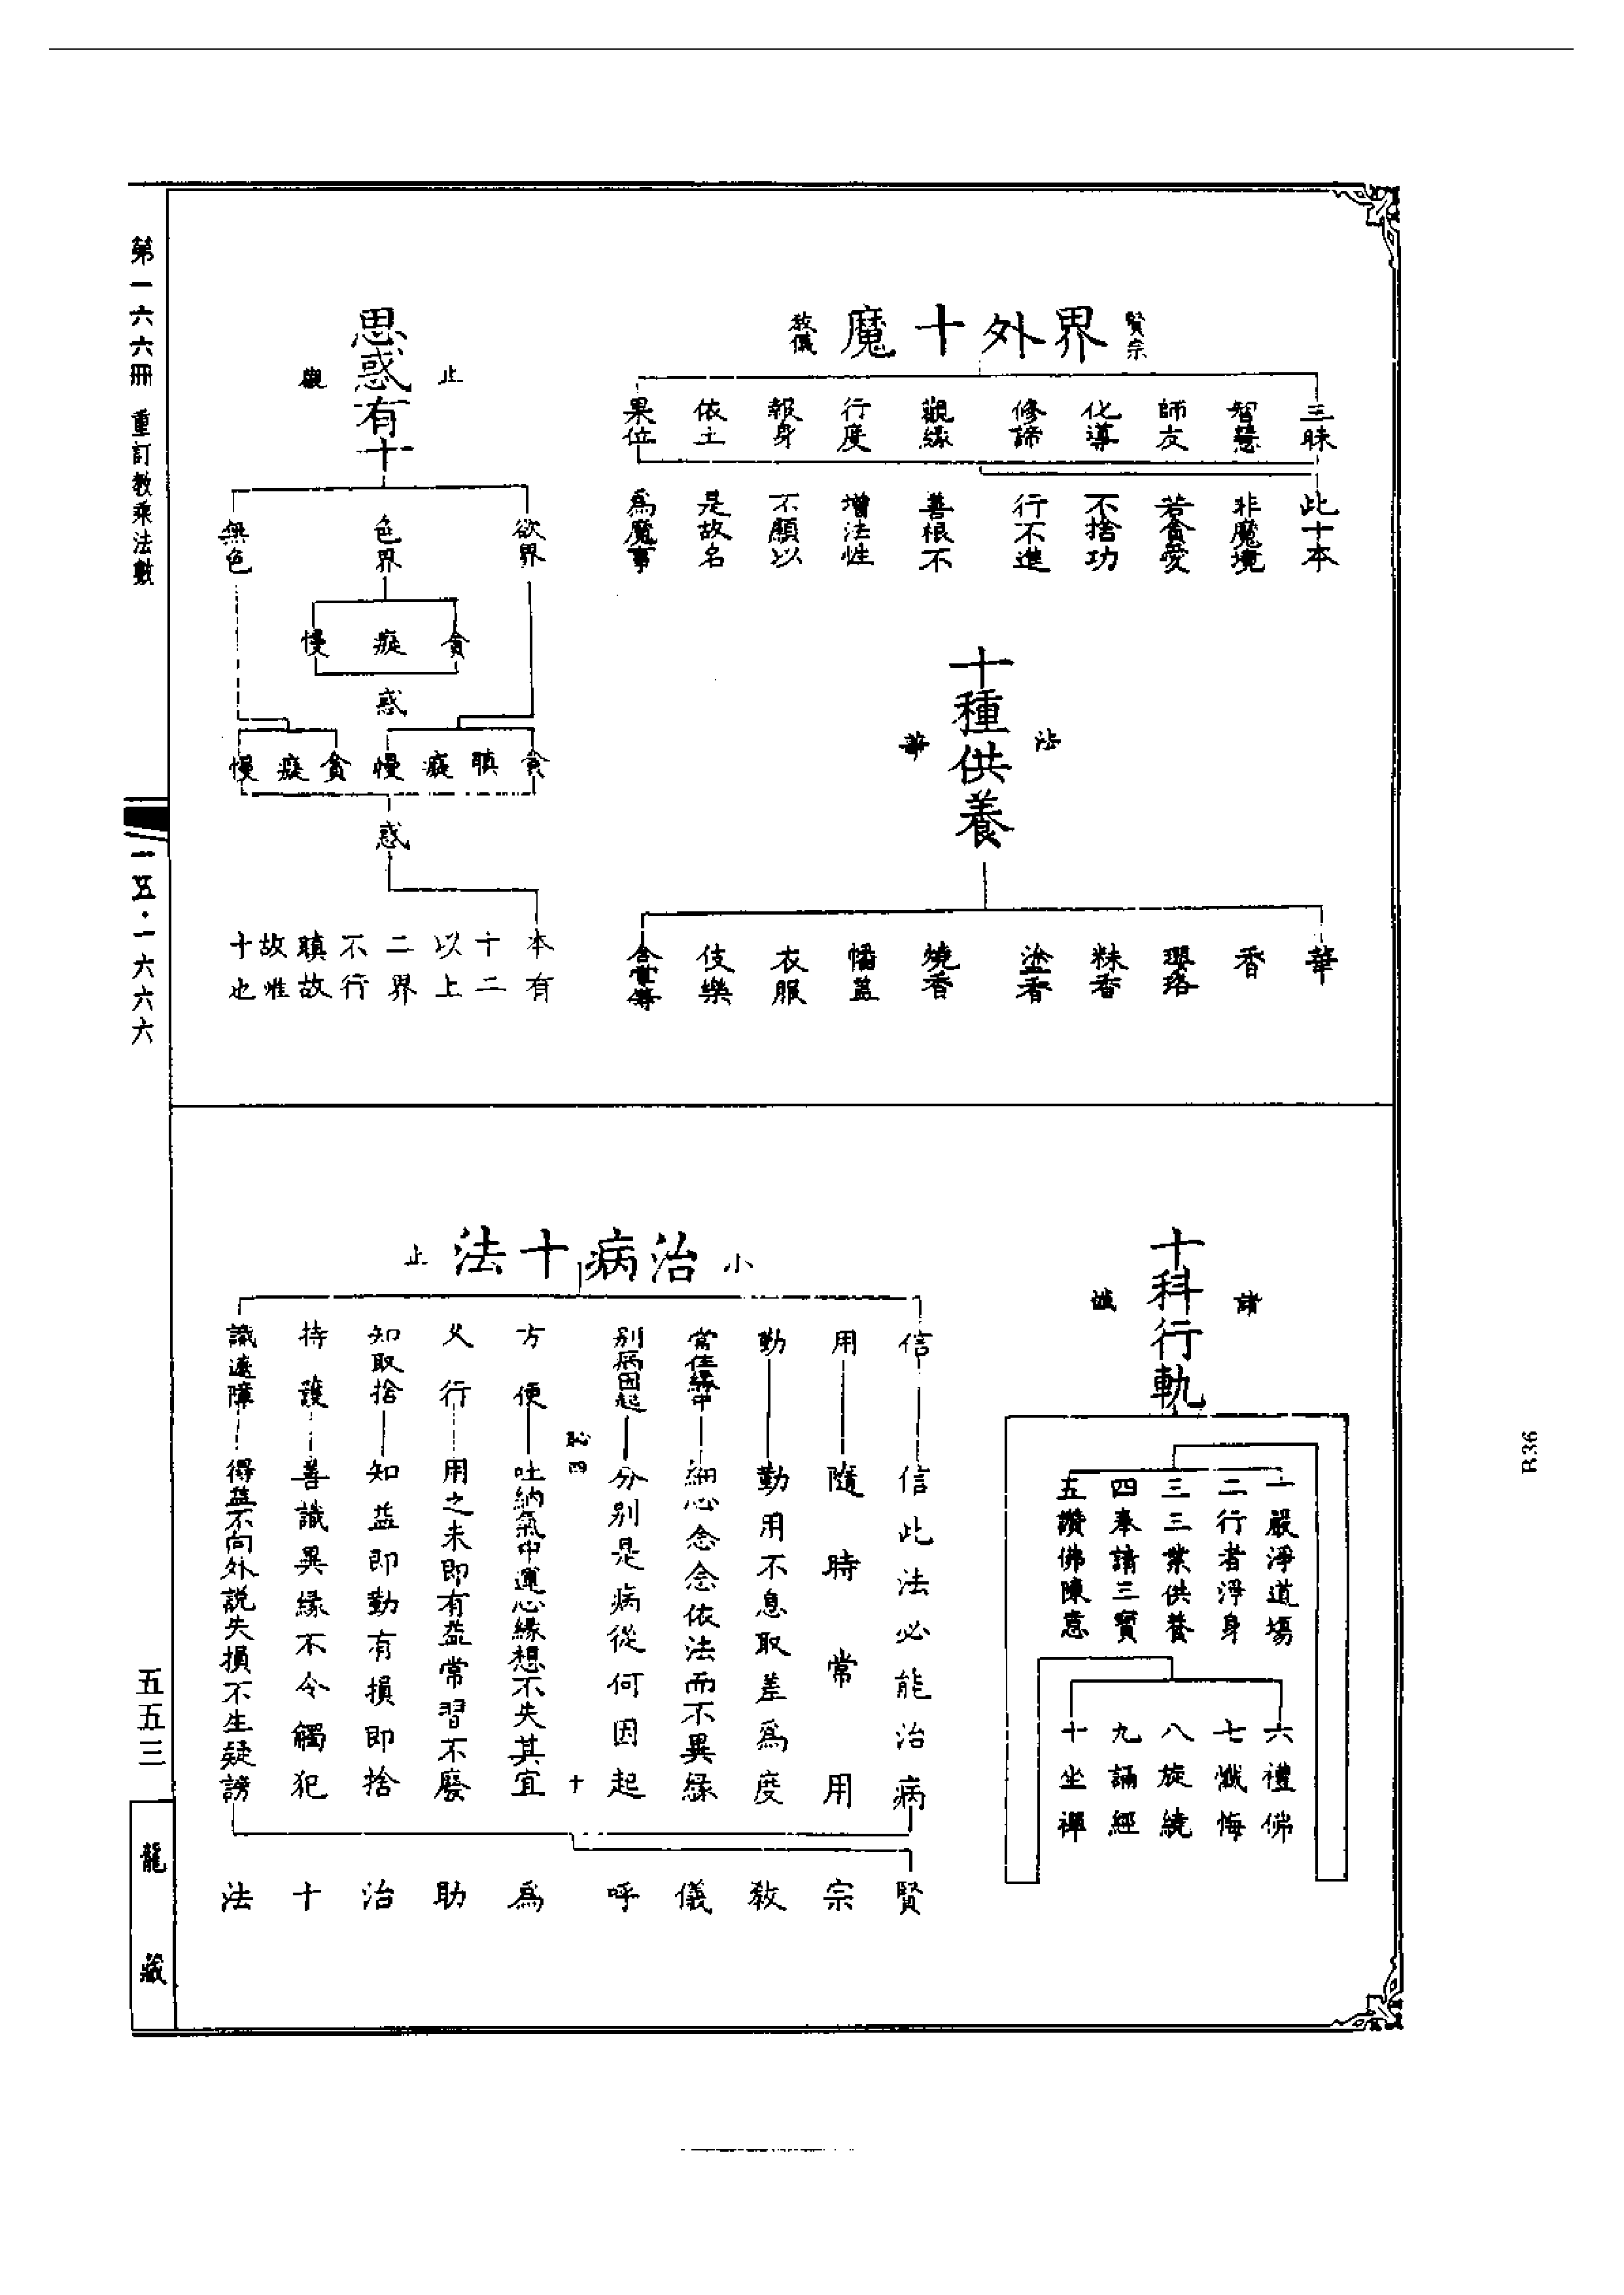 賢宗
界外十魔
教儀
三昧
智慧
師友
化導
修諦
觀緣
行度
報身
依土
果位
此十本
非魔境
若貪愛
不捨功
行不進
善根不
增法性
不願以
是故名
為魔事
法
十種供養
華
華
香
瓔珞
粖香
塗香
燒香
幡蓋
衣服
伎樂
合掌等
止
思惑有十
觀
欲界
色界
無色
貪
癡
慢
惑
貪
瞋
癡
慢
貪
癡
慢
惑
本有
十二
以上
二界
不行
瞋故
故唯
十也
諸
十科行軌
誠
一嚴淨道場
二行者淨身
三三業供養
四奉請三寶
五讚佛陳意
六禮佛
七懺悔
八旋繞
九誦經
十坐禪
小
治病十法
止
信
信此法必能治病
用
隨時常用
勤
勤用不息取差為度
常住緣中
細心念念依法而不異緣
別病因起
分別是病從何因起
方便
吐納氣中運心緣想不失其宜
久行
用之未即有益常習不廢
知取捨
知益即勤有損即捨
持護
善識異緣不令觸犯
識遮障
得益不向外說失損不生疑謗
賢宗教儀呼為助治十法
四
十
第一六六冊 重訂教乘法數
一五·一六六六
五五三
龍藏
B36